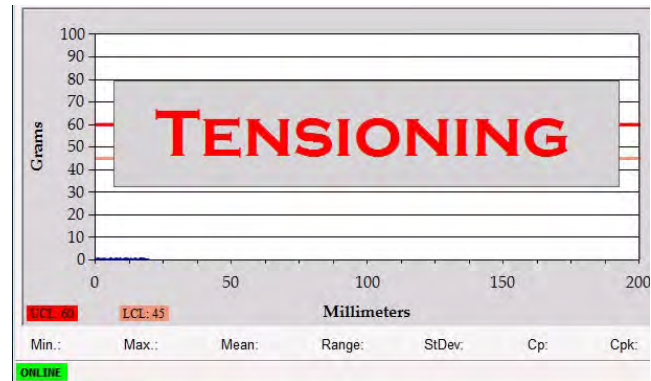 100
90
80
70
60
50
40
30
20
10
0
Grams
TENSIONING
0 50 100 150 200
UCL: 60 LCL: 45 Millimeters
Min.: Max.: Mean: Range: StDev: Cp: Cpk:
ONLINE